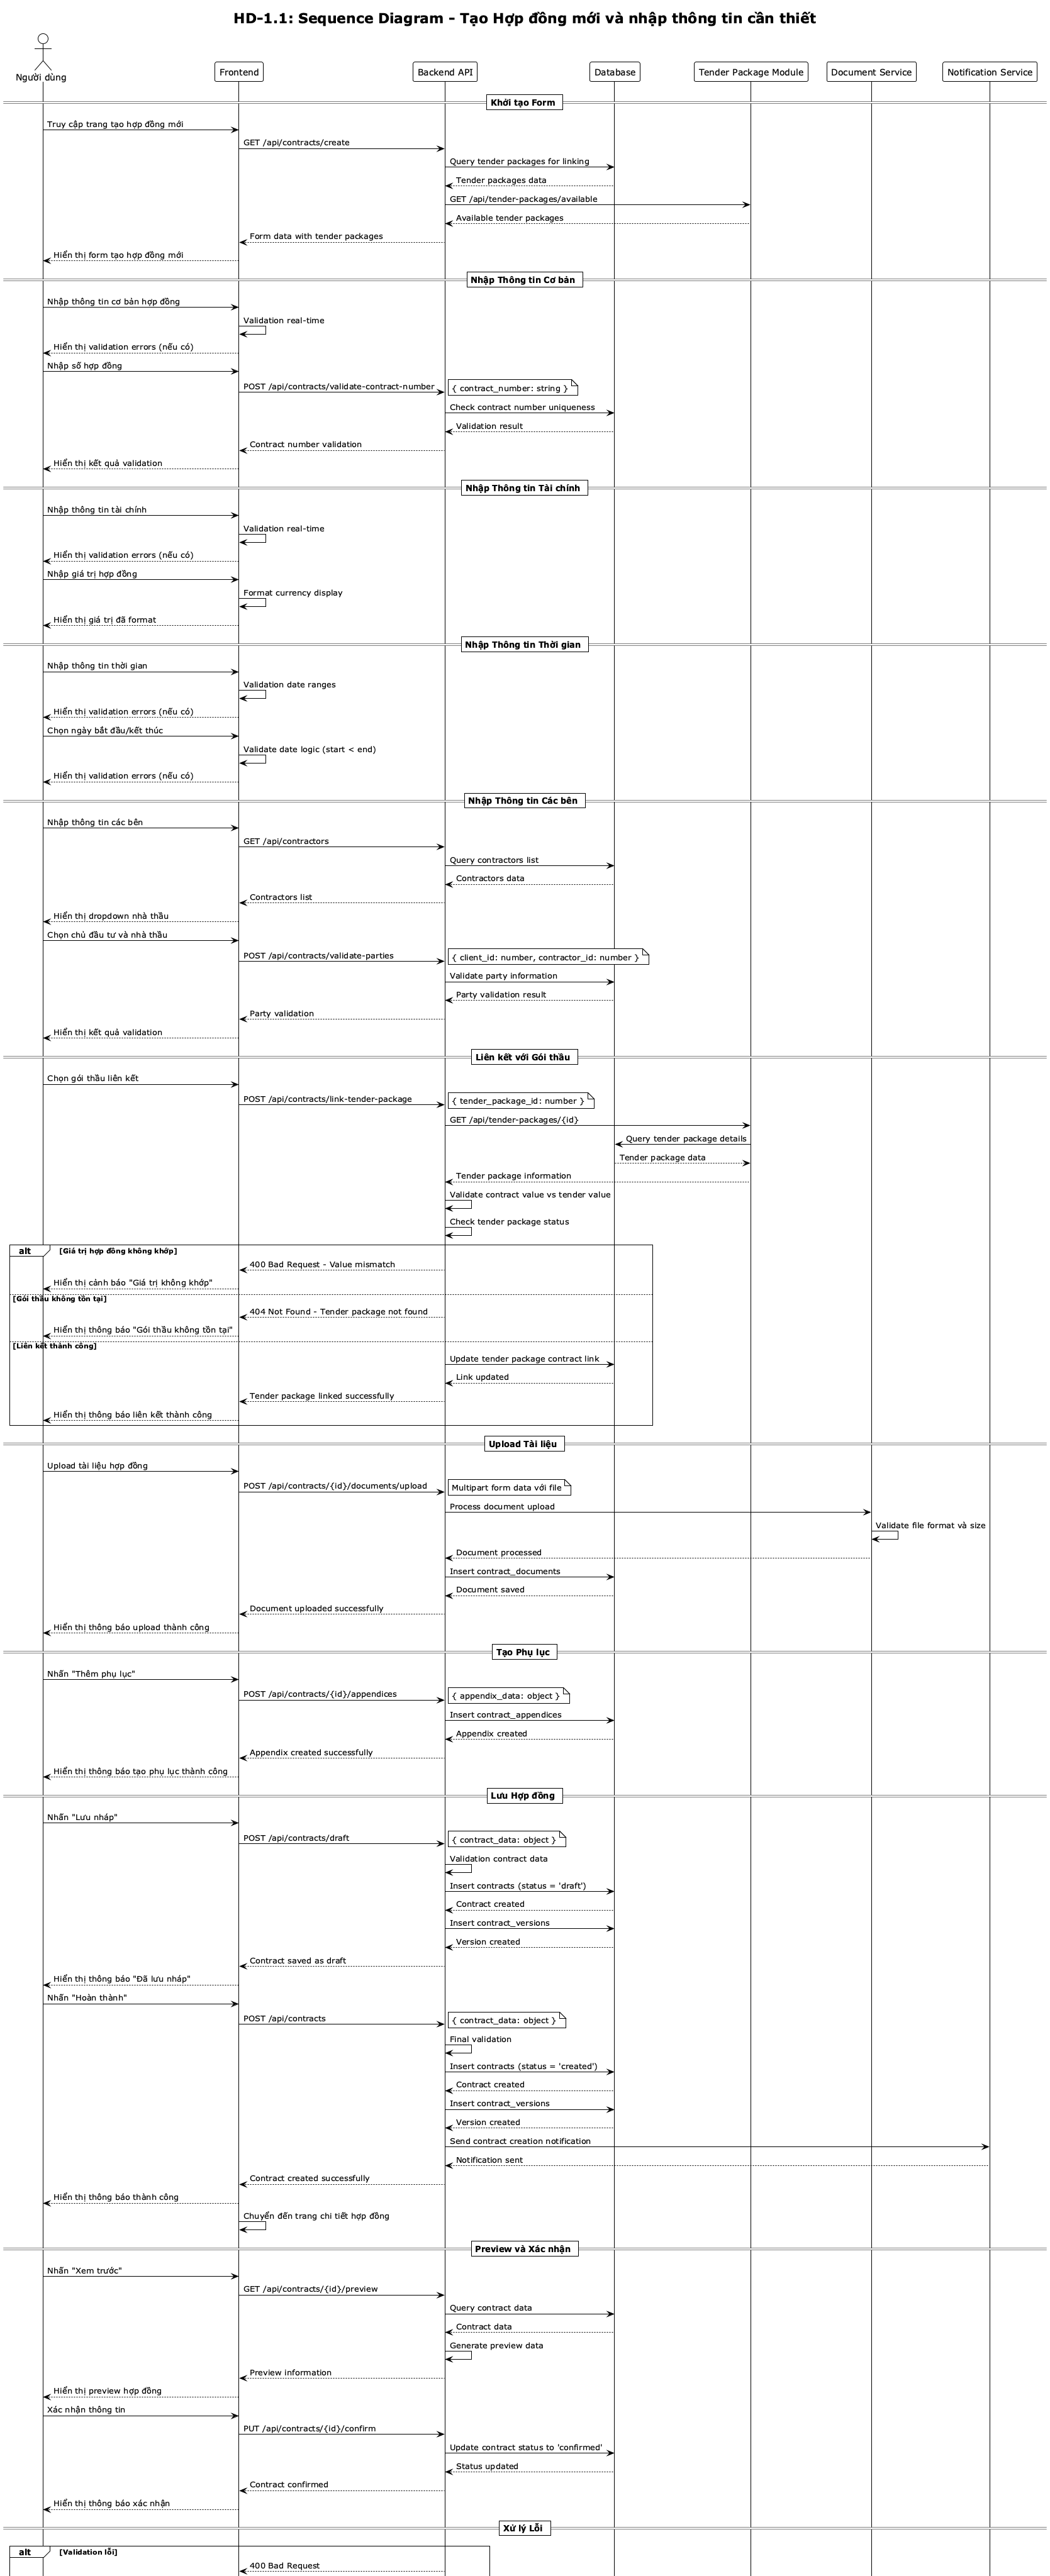 HD-1.1: Sequence Diagram - Tạo Hợp đồng mới và nhập thông tin cần thiết
Người dùng
Frontend
Backend API
Database
Tender Package Module
Document Service
Notification Service
Khởi tạo Form
Truy cập trang tạo hợp đồng mới
GET /api/contracts/create
Query tender packages for linking
Tender packages data
GET /api/tender-packages/available
Available tender packages
Form data with tender packages
Hiển thị form tạo hợp đồng mới
Nhập Thông tin Cơ bản
Nhập thông tin cơ bản hợp đồng
Validation real-time
Hiển thị validation errors (nếu có)
Nhập số hợp đồng
POST /api/contracts/validate-contract-number
{ contract_number: string }
Check contract number uniqueness
Validation result
Contract number validation
Hiển thị kết quả validation
Nhập Thông tin Tài chính
Nhập thông tin tài chính
Validation real-time
Hiển thị validation errors (nếu có)
Nhập giá trị hợp đồng
Format currency display
Hiển thị giá trị đã format
Nhập Thông tin Thời gian
Nhập thông tin thời gian
Validation date ranges
Hiển thị validation errors (nếu có)
Chọn ngày bắt đầu/kết thúc
Validate date logic (start < end)
Hiển thị validation errors (nếu có)
Nhập Thông tin Các bên
Nhập thông tin các bên
GET /api/contractors
Query contractors list
Contractors data
Contractors list
Hiển thị dropdown nhà thầu
Chọn chủ đầu tư và nhà thầu
POST /api/contracts/validate-parties
{ client_id: number, contractor_id: number }
Validate party information
Party validation result
Party validation
Hiển thị kết quả validation
Liên kết với Gói thầu
Chọn gói thầu liên kết
POST /api/contracts/link-tender-package
{ tender_package_id: number }
GET /api/tender-packages/{id}
Query tender package details
Tender package data
Tender package information
Validate contract value vs tender value
Check tender package status
alt [Giá trị hợp đồng không khớp]
400 Bad Request - Value mismatch
Hiển thị cảnh báo "Giá trị không khớp"
[Gói thầu không tồn tại]
404 Not Found - Tender package not found
Hiển thị thông báo "Gói thầu không tồn tại"
[Liên kết thành công]
Update tender package contract link
Link updated
Tender package linked successfully
Hiển thị thông báo liên kết thành công
Upload Tài liệu
Upload tài liệu hợp đồng
POST /api/contracts/{id}/documents/upload
Multipart form data với file
Process document upload
Validate file format và size
Document processed
Insert contract_documents
Document saved
Document uploaded successfully
Hiển thị thông báo upload thành công
Tạo Phụ lục
Nhấn "Thêm phụ lục"
POST /api/contracts/{id}/appendices
{ appendix_data: object }
Insert contract_appendices
Appendix created
Appendix created successfully
Hiển thị thông báo tạo phụ lục thành công
Lưu Hợp đồng
Nhấn "Lưu nháp"
POST /api/contracts/draft
{ contract_data: object }
Validation contract data
Insert contracts (status = 'draft')
Contract created
Insert contract_versions
Version created
Contract saved as draft
Hiển thị thông báo "Đã lưu nháp"
Nhấn "Hoàn thành"
POST /api/contracts
{ contract_data: object }
Final validation
Insert contracts (status = 'created')
Contract created
Insert contract_versions
Version created
Send contract creation notification
Notification sent
Contract created successfully
Hiển thị thông báo thành công
Chuyển đến trang chi tiết hợp đồng
Preview và Xác nhận
Nhấn "Xem trước"
GET /api/contracts/{id}/preview
Query contract data
Contract data
Generate preview data
Preview information
Hiển thị preview hợp đồng
Xác nhận thông tin
PUT /api/contracts/{id}/confirm
Update contract status to 'confirmed'
Status updated
Contract confirmed
Hiển thị thông báo xác nhận
Xử lý Lỗi
alt [Validation lỗi]
400 Bad Request